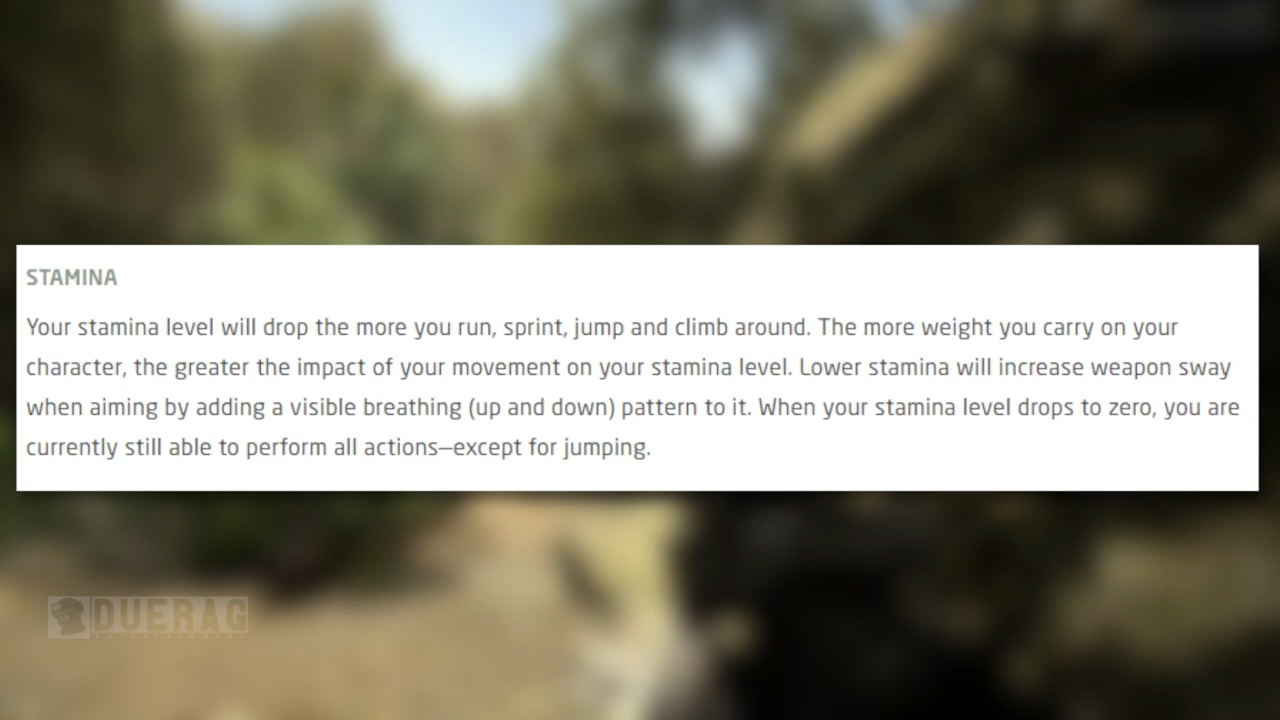 STAMINA
Your stamina level will drop the more you run, sprint, jump and climb around. The more weight you carry on your
character, the greater the impact of your movement on your stamina level. Lower stamina will increase weapon sway
when aiming by adding a visible breathing (up and down) pattern to it. When your stamina level drops to zero, you are
currently still able to perform all actions—except for jumping.
DUERAG
ENTERTAINMENT